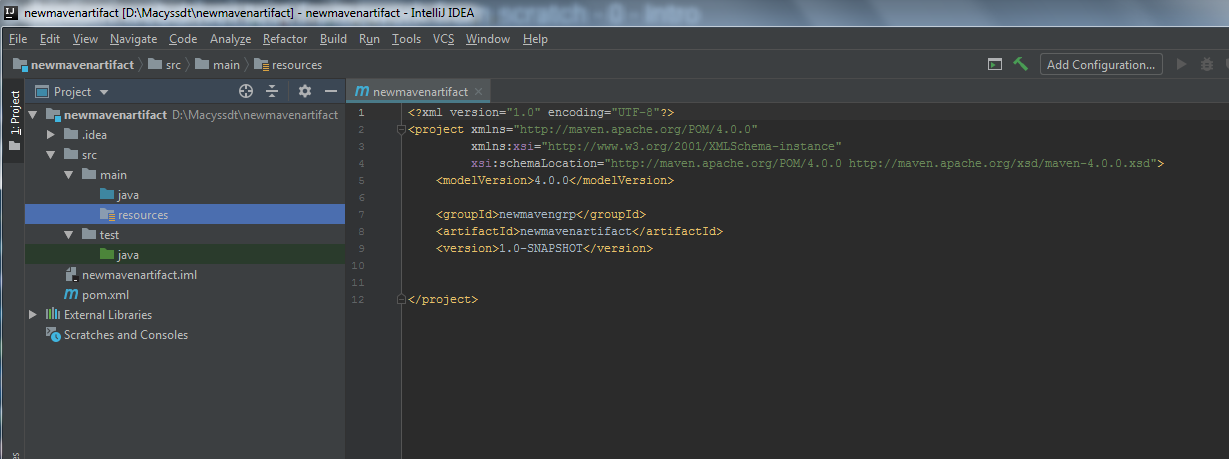 newmavenartifact [D:\Macyssdt\newmavenartifact] - newmavenartifact - IntelliJ IDEA
scratch - 0 - Intro
File Edit View Navigate Code Analyze Refactor Build Run Tools VCS Window Help
newmavenartifact src main resources
Add Configuration...
1: Project
Project
newmavenartifact D:\Macyssdt\newmavenartifact
.idea
src
main
java
resources
test
java
newmavenartifact.iml
pom.xml
External Libraries
Scratches and Consoles
newmavenartifact
1 <?xml version="1.0" encoding="UTF-8"?>
2 <project xmlns="http://maven.apache.org/POM/4.0.0"
3 xmlns:xsi="http://www.w3.org/2001/XMLSchema-instance"
4 xsi:schemaLocation="http://maven.apache.org/POM/4.0.0 http://maven.apache.org/xsd/maven-4.0.0.xsd">
5 <modelVersion>4.0.0</modelVersion>
6
7 <groupId>newmavengrp</groupId>
8 <artifactId>newmavenartifact</artifactId>
9 <version>1.0-SNAPSHOT</version>
10
11
12 </project>